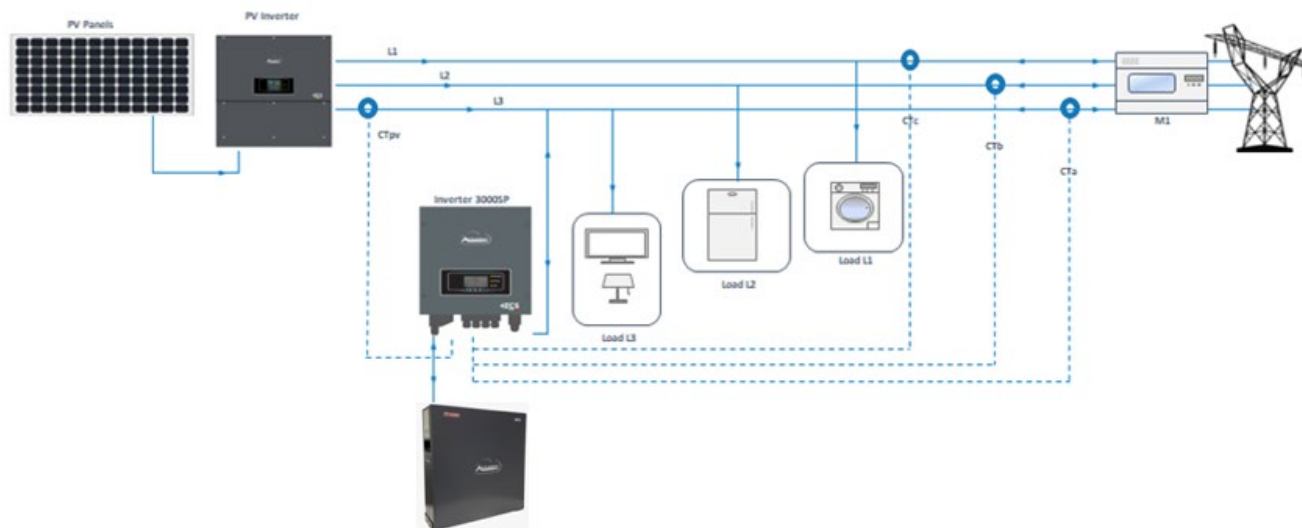 PV Panels
PV Inverter
L1
L2
L3
CTpv
CTc
CTb
CTa
M1
Inverter 3000SP
Load L1
Load L2
Load L3